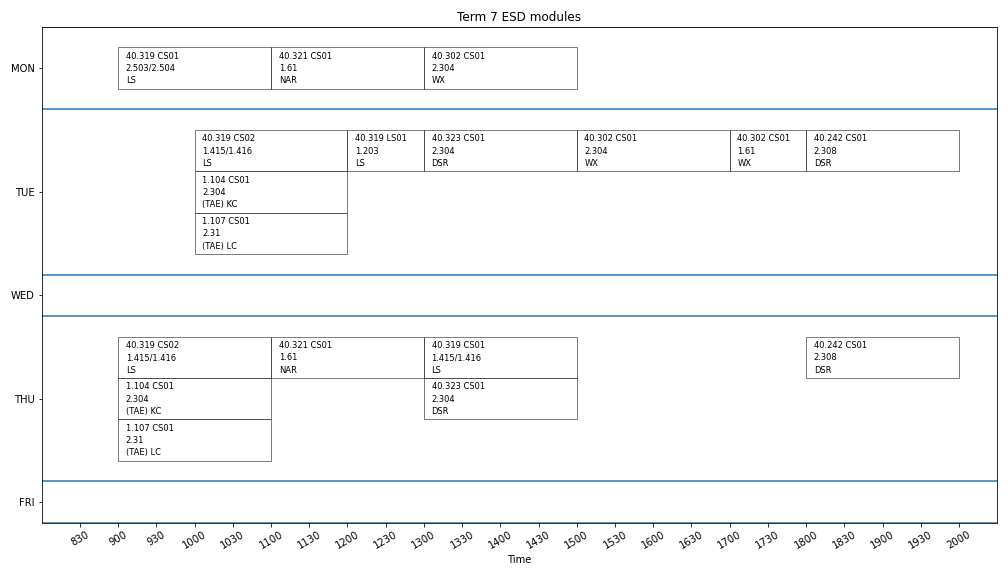 Term 7 ESD modules
MON
40.319 CS01
2.503/2.504
LS
40.321 CS01
1.61
NAR
40.302 CS01
2.304
WX
TUE
40.319 CS02
1.415/1.416
LS
40.319 LS01
1.203
LS
40.323 CS01
2.304
DSR
40.302 CS01
2.304
WX
40.302 CS01
1.61
WX
40.242 CS01
2.308
DSR
1.104 CS01
2.304
(TAE) KC
1.107 CS01
2.31
(TAE) LC
WED
THU
40.319 CS02
1.415/1.416
LS
40.321 CS01
1.61
NAR
40.319 CS01
1.415/1.416
LS
40.242 CS01
2.308
DSR
1.104 CS01
2.304
(TAE) KC
40.323 CS01
2.304
DSR
1.107 CS01
2.31
(TAE) LC
FRI
830 900 930 1000 1030 1100 1130 1200 1230 1300 1330 1400 1430 1500 1530 1600 1630 1700 1730 1800 1830 1900 1930 2000
Time